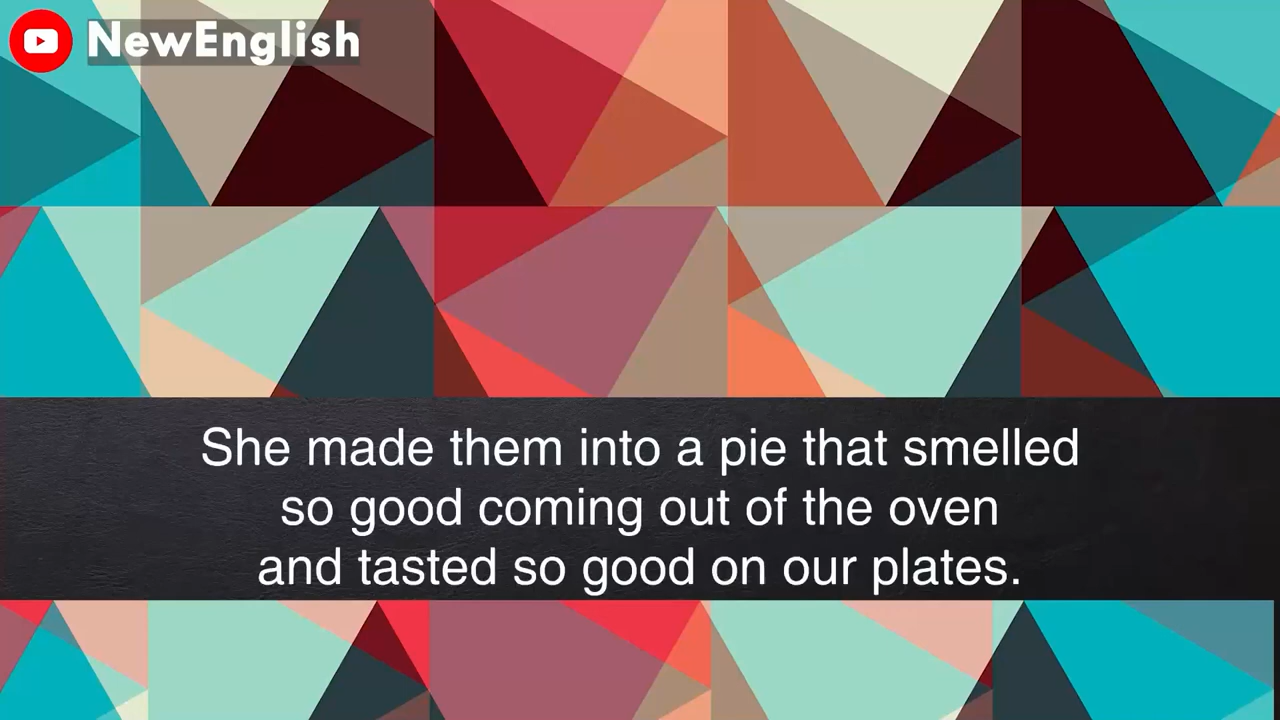 NewEnglish
She made them into a pie that smelled
so good coming out of the oven
and tasted so good on our plates.